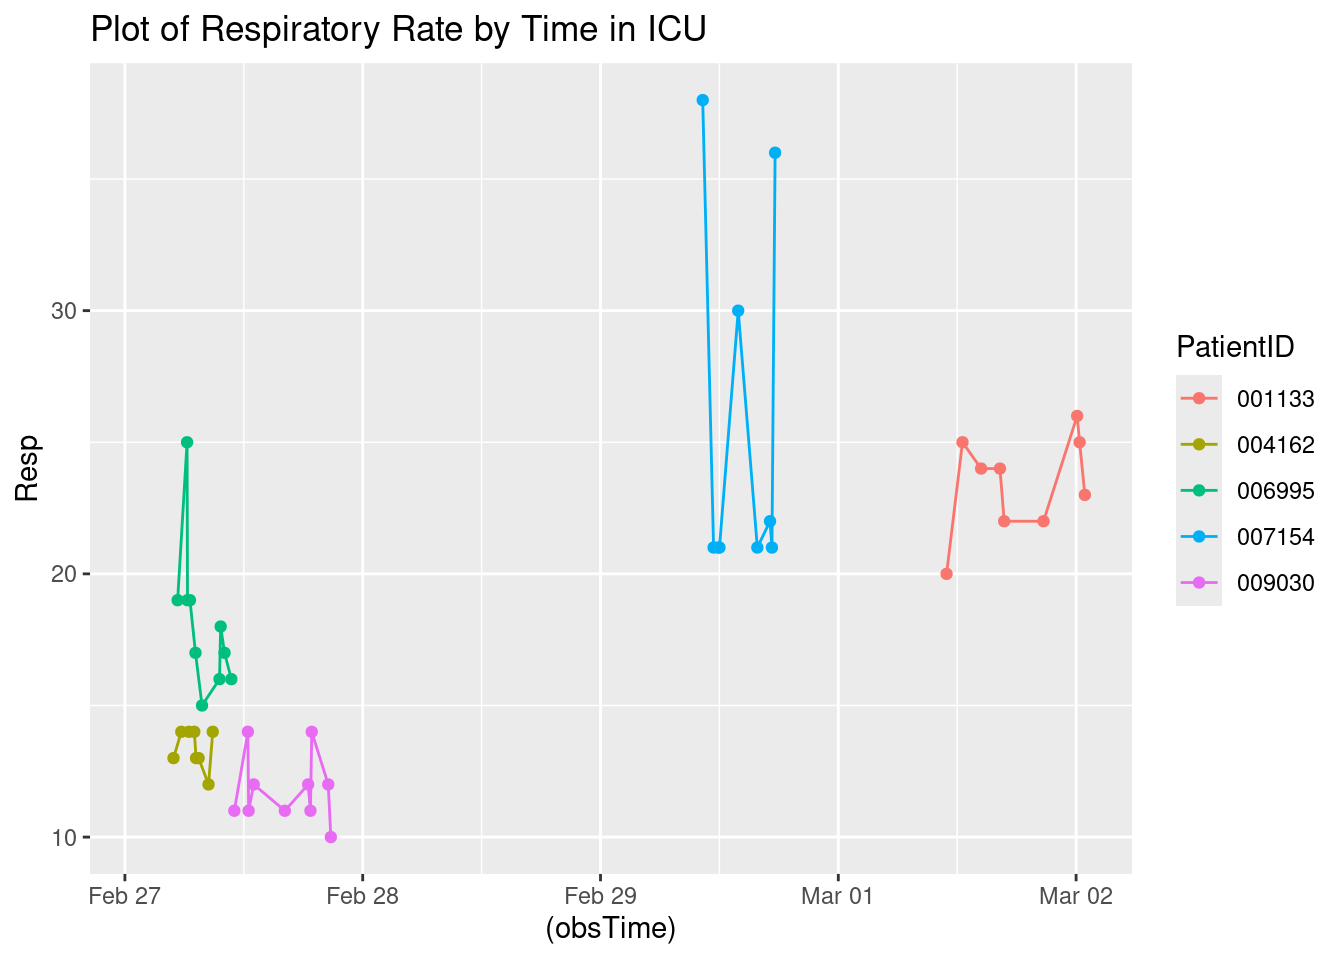 Plot of Respiratory Rate by Time in ICU
Resp
30
20
10
Feb 27
Feb 28
Feb 29
Mar 01
Mar 02
(obsTime)
PatientID
001133
004162
006995
007154
009030